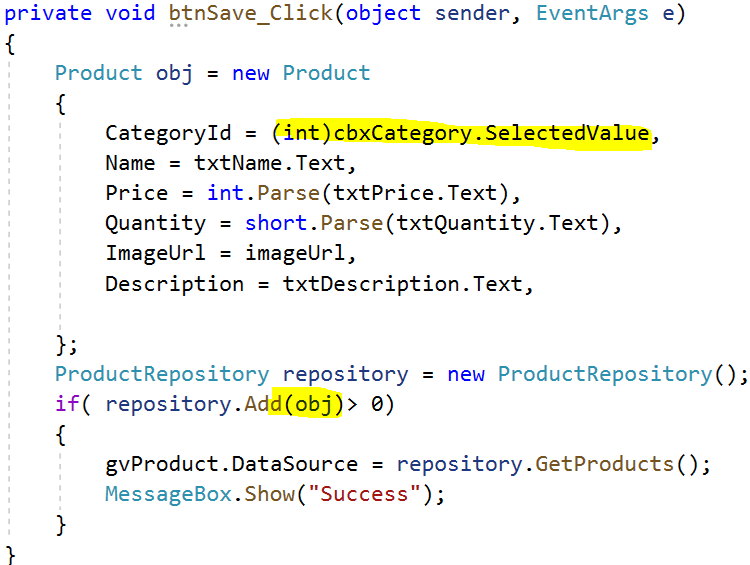 private void btnSave_Click(object sender, EventArgs e)
{
    Product obj = new Product
    {
        CategoryId = (int)cbxCategory.SelectedValue,
        Name = txtName.Text,
        Price = int.Parse(txtPrice.Text),
        Quantity = short.Parse(txtQuantity.Text),
        ImageUrl = imageUrl,
        Description = txtDescription.Text,
    };
    ProductRepository repository = new ProductRepository();
    if( repository.Add(obj)> 0)
    {
        gvProduct.DataSource = repository.GetProducts();
        MessageBox.Show("Success");
    }
}